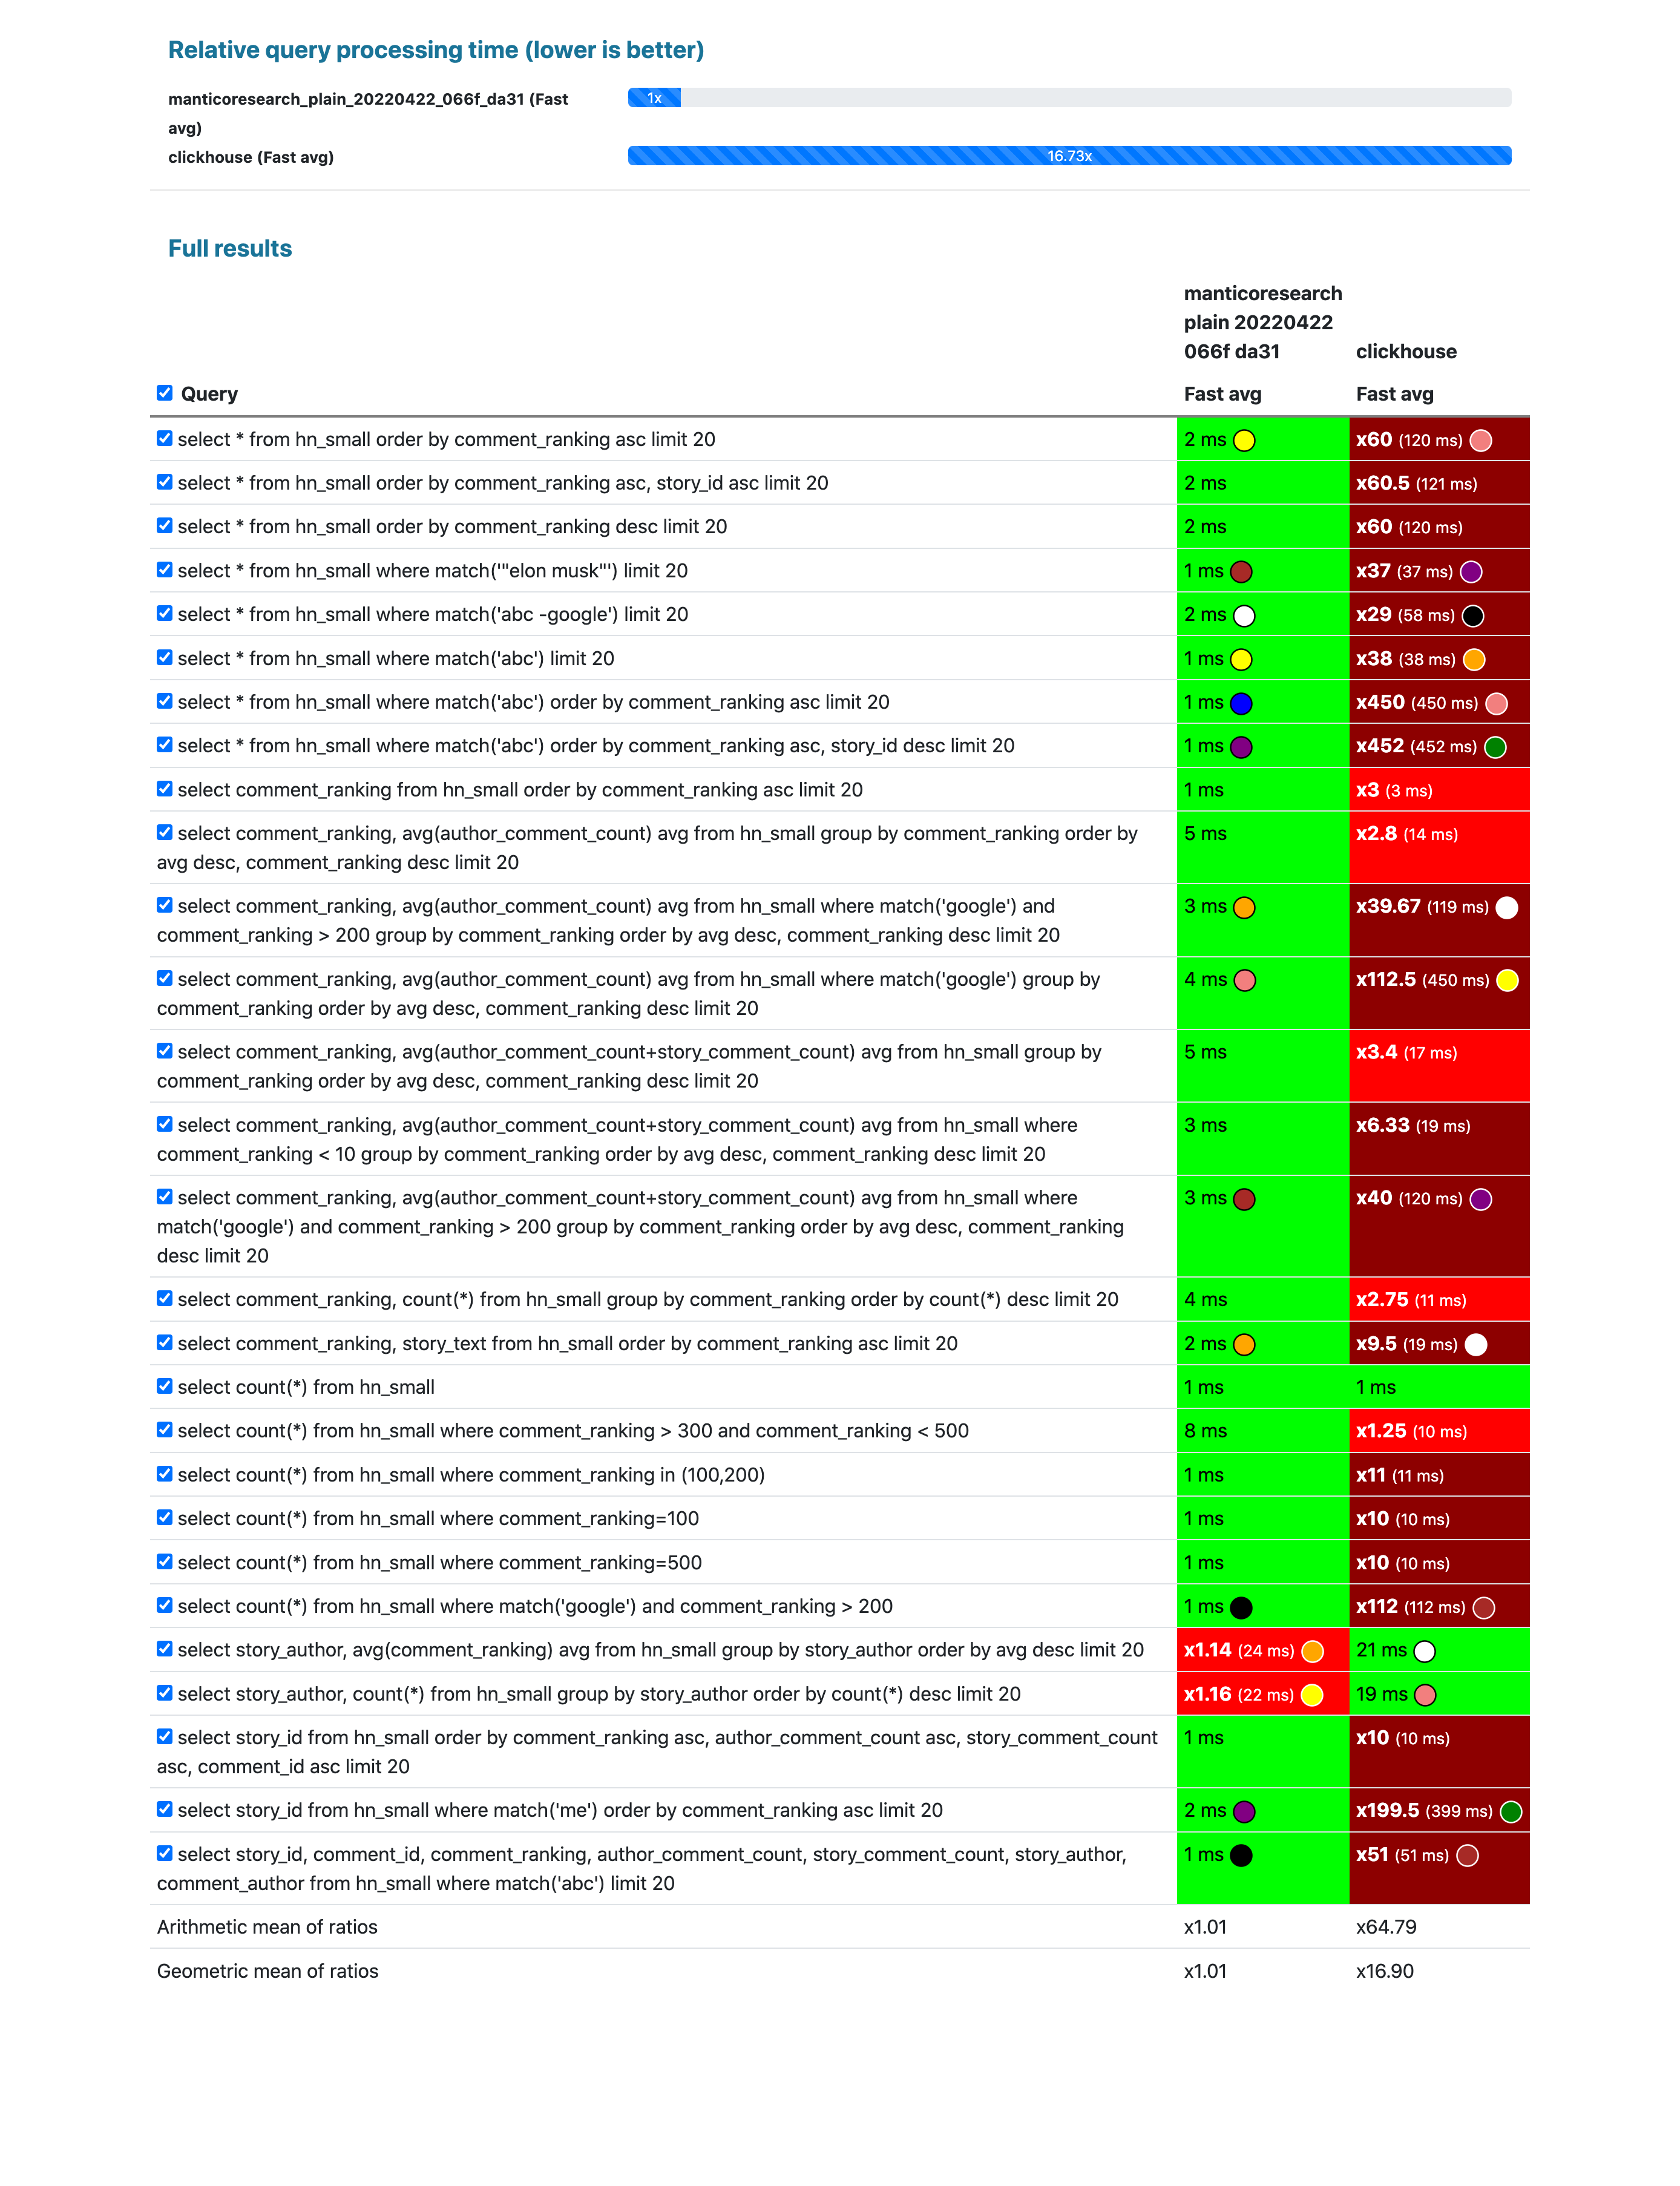 Relative query processing time (lower is better)
manticoresearch_plain_20220422_066f_da31 (Fast
avg)
1x
clickhouse (Fast avg)
16.73x
Full results
manticoresearch
plain 20220422
066f da31
clickhouse
Query
Fast avg
Fast avg
select * from hn_small order by comment_ranking asc limit 20
2 ms
x60 (120 ms)
select * from hn_small order by comment_ranking asc, story_id asc limit 20
2 ms
x60.5 (121 ms)
select * from hn_small order by comment_ranking desc limit 20
2 ms
x60 (120 ms)
select * from hn_small where match('"elon musk"') limit 20
1 ms
x37 (37 ms)
select * from hn_small where match('abc -google') limit 20
2 ms
x29 (58 ms)
select * from hn_small where match('abc') limit 20
1 ms
x38 (38 ms)
select * from hn_small where match('abc') order by comment_ranking asc limit 20
1 ms
x450 (450 ms)
select * from hn_small where match('abc') order by comment_ranking asc, story_id desc limit 20
1 ms
x452 (452 ms)
select comment_ranking from hn_small order by comment_ranking asc limit 20
1 ms
x3 (3 ms)
select comment_ranking, avg(author_comment_count) avg from hn_small group by comment_ranking order by
avg desc, comment_ranking desc limit 20
5 ms
x2.8 (14 ms)
select comment_ranking, avg(author_comment_count) avg from hn_small where match('google') and
comment_ranking > 200 group by comment_ranking order by avg desc, comment_ranking desc limit 20
3 ms
x39.67 (119 ms)
select comment_ranking, avg(author_comment_count) avg from hn_small where match('google') group by
comment_ranking order by avg desc, comment_ranking desc limit 20
4 ms
x112.5 (450 ms)
select comment_ranking, avg(author_comment_count+story_comment_count) avg from hn_small group by
comment_ranking order by avg desc, comment_ranking desc limit 20
5 ms
x3.4 (17 ms)
select comment_ranking, avg(author_comment_count+story_comment_count) avg from hn_small where
comment_ranking < 10 group by comment_ranking order by avg desc, comment_ranking desc limit 20
3 ms
x6.33 (19 ms)
select comment_ranking, avg(author_comment_count+story_comment_count) avg from hn_small where
match('google') and comment_ranking > 200 group by comment_ranking order by avg desc, comment_ranking
desc limit 20
3 ms
x40 (120 ms)
select comment_ranking, count(*) from hn_small group by comment_ranking order by count(*) desc limit 20
4 ms
x2.75 (11 ms)
select comment_ranking, story_text from hn_small order by comment_ranking asc limit 20
2 ms
x9.5 (19 ms)
select count(*) from hn_small
1 ms
1 ms
select count(*) from hn_small where comment_ranking > 300 and comment_ranking < 500
8 ms
x1.25 (10 ms)
select count(*) from hn_small where comment_ranking in (100,200)
1 ms
x11 (11 ms)
select count(*) from hn_small where comment_ranking=100
1 ms
x10 (10 ms)
select count(*) from hn_small where comment_ranking=500
1 ms
x10 (10 ms)
select count(*) from hn_small where match('google') and comment_ranking > 200
1 ms
x112 (112 ms)
select story_author, avg(comment_ranking) avg from hn_small group by story_author order by avg desc limit 20
x1.14 (24 ms)
21 ms
select story_author, count(*) from hn_small group by story_author order by count(*) desc limit 20
x1.16 (22 ms)
19 ms
select story_id from hn_small order by comment_ranking asc, author_comment_count asc, story_comment_count
asc, comment_id asc limit 20
1 ms
x10 (10 ms)
select story_id from hn_small where match('me') order by comment_ranking asc limit 20
2 ms
x199.5 (399 ms)
select story_id, comment_id, comment_ranking, author_comment_count, story_comment_count, story_author,
comment_author from hn_small where match('abc') limit 20
1 ms
x51 (51 ms)
Arithmetic mean of ratios
x1.01
x64.79
Geometric mean of ratios
x1.01
x16.90